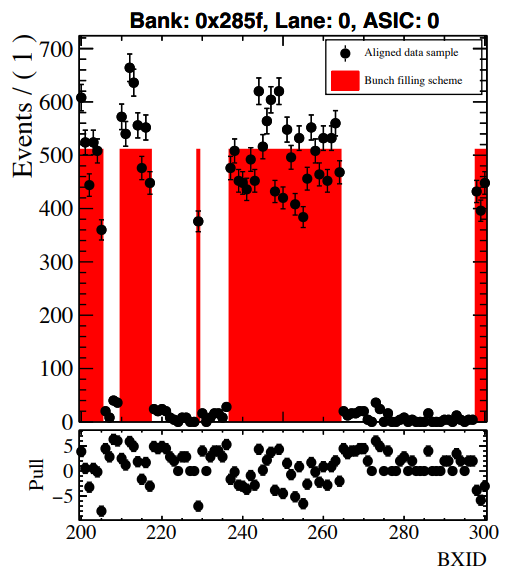 Bank: 0x285f, Lane: 0, ASIC: 0
Events / ( 1 )
700
600
500
400
300
200
100
0
Aligned data sample
Bunch filling scheme
Pull
5
0
−5
200 220 240 260 280 300
BXID